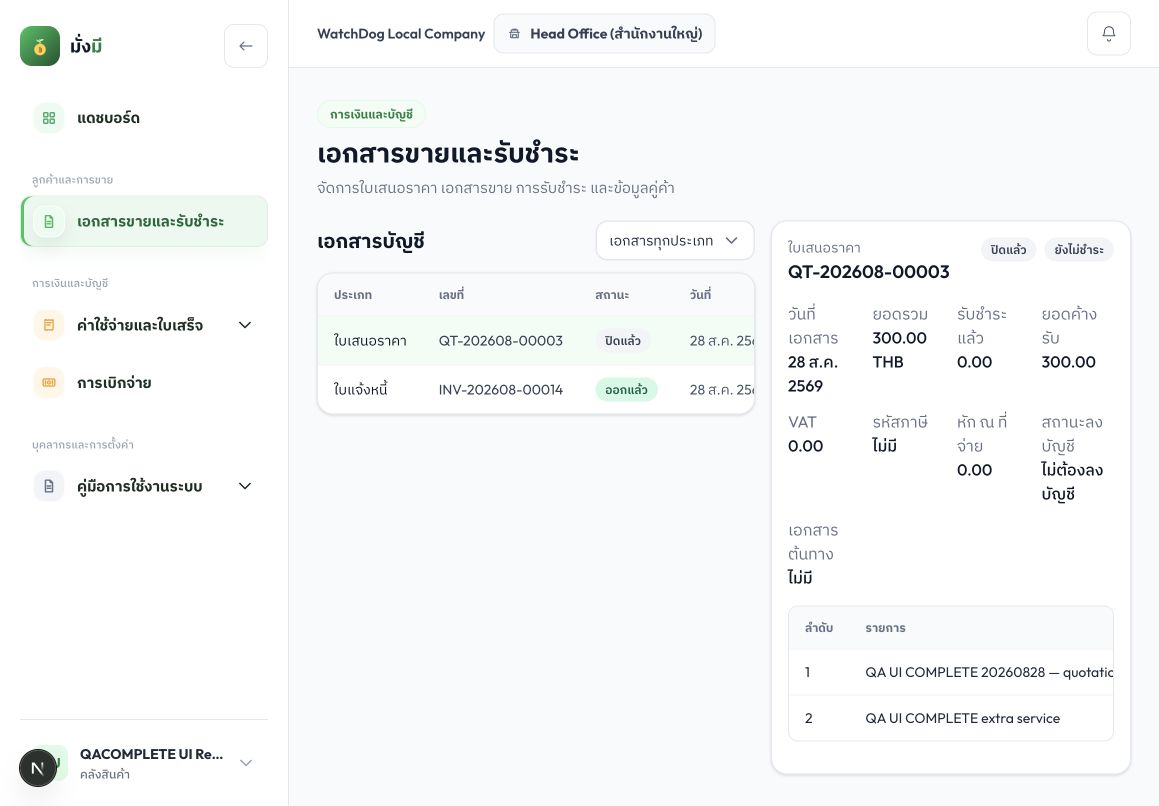 มั่งมี
แดชบอร์ด
ลูกค้าและการขาย
เอกสารขายและรับชำระ
การเงินและบัญชี
ค่าใช้จ่ายและใบเสร็จ
การเบิกจ่าย
บุคลากรและการตั้งค่า
คู่มือการใช้งานระบบ
N
QACOMPLETE UI Re...
คลังสินค้า
WatchDog Local Company
Head Office (สำนักงานใหญ่)
การเงินและบัญชี
เอกสารขายและรับชำระ
จัดการใบเสนอราคา เอกสารขาย การรับชำระ และข้อมูลคู่ค้า
เอกสารบัญชี
เอกสารทุกประเภท
ประเภท เลขที่ สถานะ วันที่
ใบเสนอราคา QT-202608-00003 ปิดแล้ว 28 ส.ค. 256
ใบแจ้งหนี้ INV-202608-00014 ออกแล้ว 28 ส.ค. 256
ใบเสนอราคา
ปิดแล้ว ยังไม่ชำระ
QT-202608-00003
วันที่
เอกสาร
28 ส.ค.
2569
ยอดรวม
300.00
THB
รับชำระ
แล้ว
0.00
ยอดค้าง
รับ
300.00
VAT
0.00
รหัสภาษี
ไม่มี
หัก ณ ที่
จ่าย
0.00
สถานะลง
บัญชี
ไม่ต้องลง
บัญชี
เอกสาร
ต้นทาง
ไม่มี
ลำดับ รายการ
1 QA UI COMPLETE 20260828 — quotatic
2 QA UI COMPLETE extra service